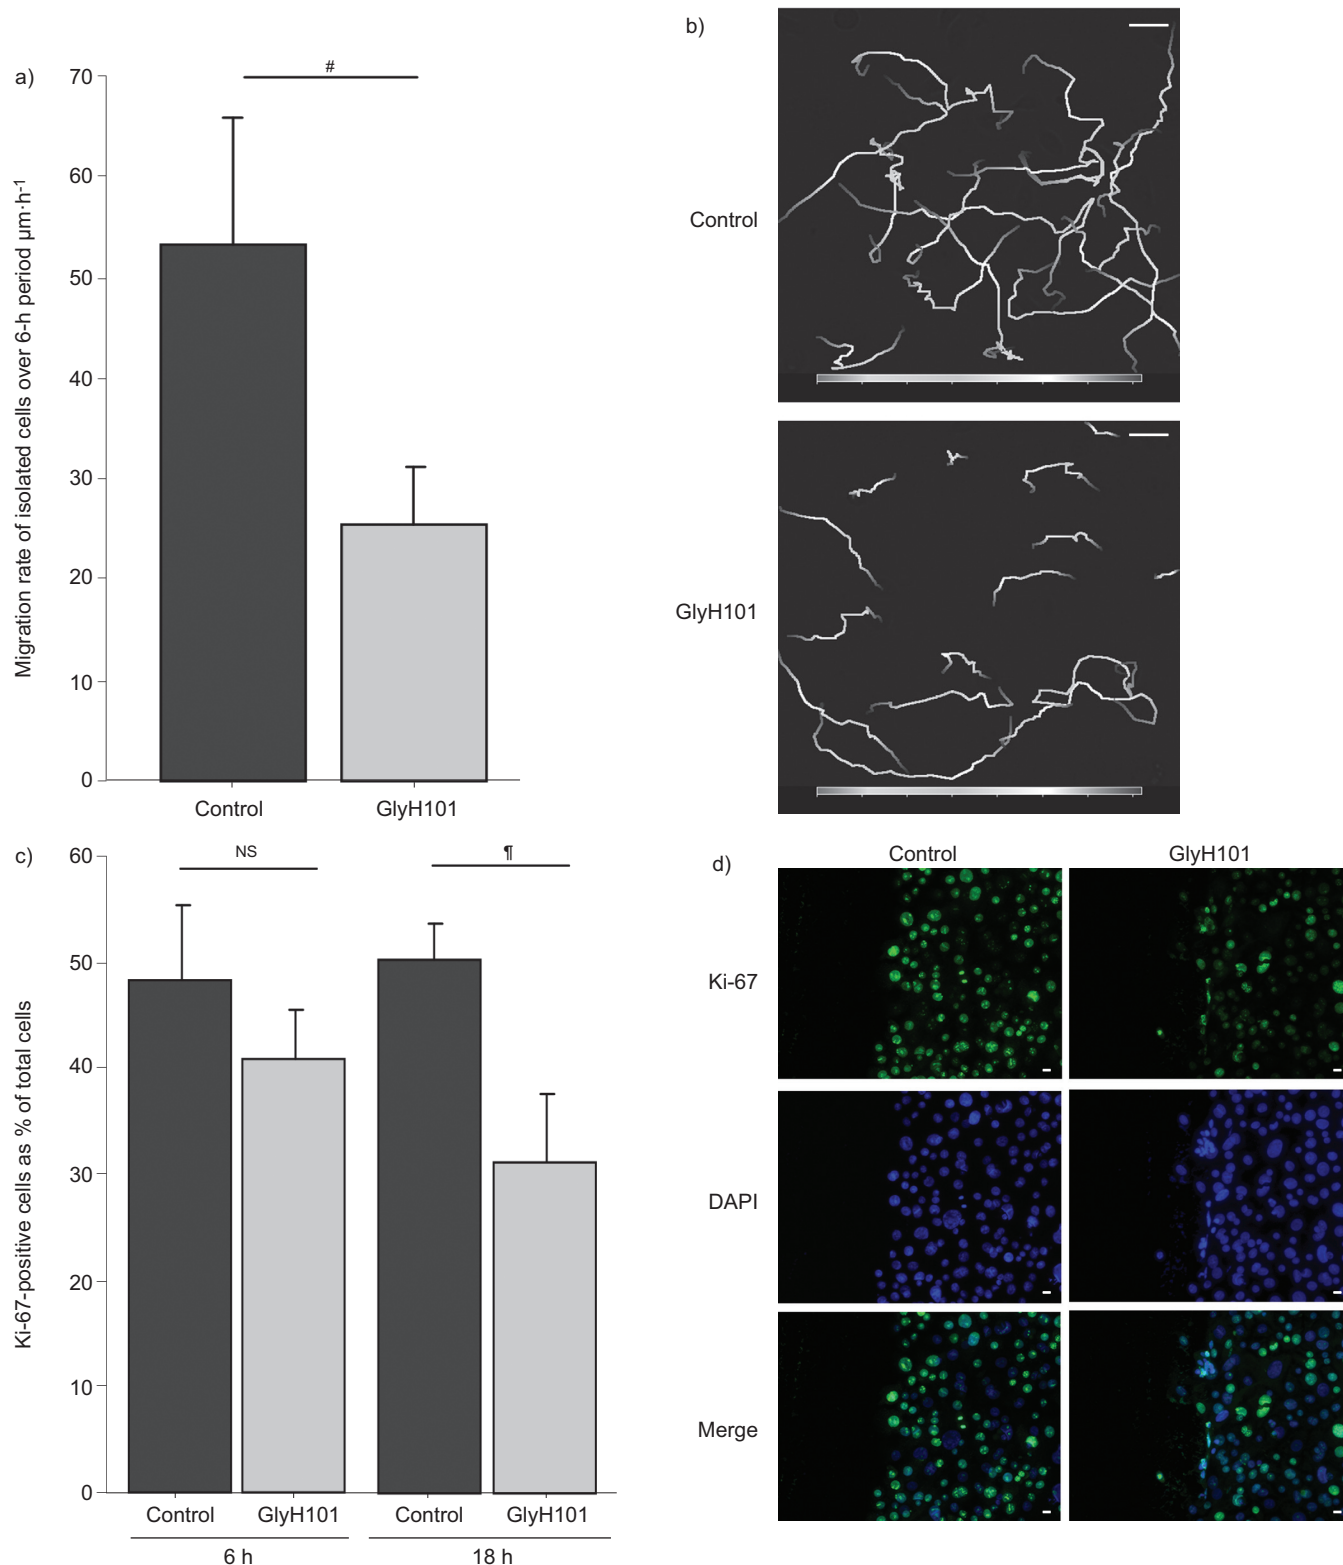 a)
#
Migration rate of isolated cells over 6-h period µm·h-1
70
60
50
40
30
20
10
0
Control
GlyH101
b)
Control
GlyH101
c)
NS
¶
Ki-67-positive cells as % of total cells
60
50
40
30
20
10
0
Control
GlyH101
Control
GlyH101
6 h
18 h
d)
Control
GlyH101
Ki-67
DAPI
Merge